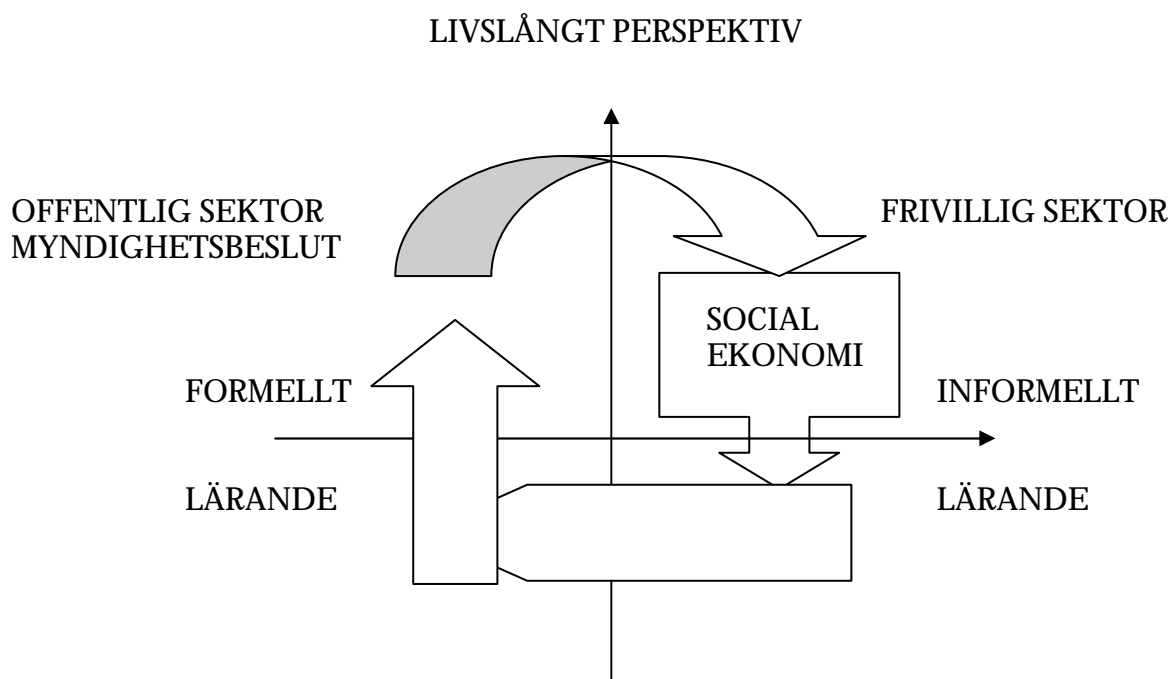 LIVSLÅNGT PERSPEKTIV
OFFENTLIG SEKTOR
MYNDIGHETSBESLUT
FRIVILLIG SEKTOR
SOCIAL
EKONOMI
FORMELLT
INFORMELLT
LÄRANDE
LÄRANDE